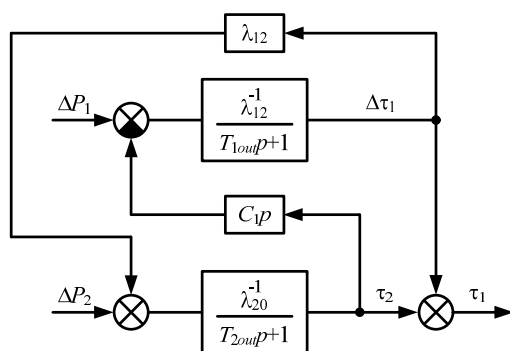 λ₁₂
ΔP₁
λ₁₂⁻¹
T₁ₒᵤₜp+1
Δτ₁
C₁p
ΔP₂
λ₂₀⁻¹
T₂ₒᵤₜp+1
τ₂
τ₁